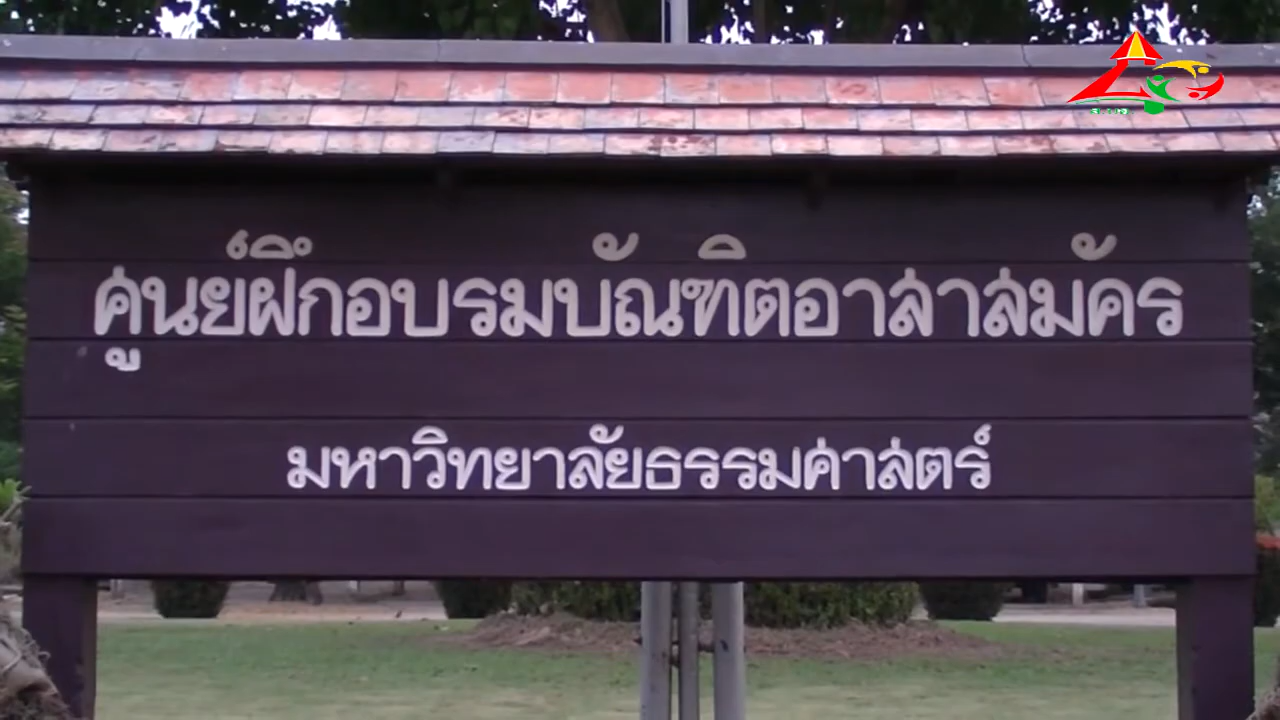 ศูนย์ฝึกอบรมบัณฑิตอาสาสมัคร
มหาวิทยาลัยธรรมศาสตร์